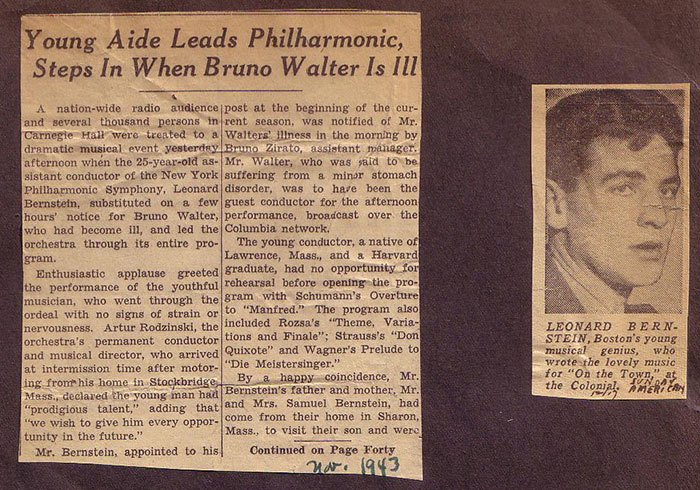 Young Aide Leads Philharmonic,
Steps In When Bruno Walter Is Ill
A nation-wide radio audience
and several thousand persons in
Carnegie Hall were treated to a
dramatic musical event yesterday
afternoon when the 25-year-old as-
sistant conductor of the New York
Philharmonic Symphony, Leonard
Bernstein, substituted on a few
hours' notice for Bruno Walter,
who had become ill, and led the
orchestra through its entire pro-
gram.
Enthusiastic applause greeted
the performance of the youthful
musician, who went through the
ordeal with no signs of strain or
nervousness. Artur Rodzinski, the
orchestra's permanent conductor
and musical director, who arrived
at intermission time after motor-
ing from his home in Stockbridge,
Mass., declared the young man had
"prodigious talent," adding that
"we wish to give him every oppor-
tunity in the future."
Mr. Bernstein, appointed to his
post at the beginning of the cur-
rent season, was notified of Mr.
Walters' illness in the morning by
Bruno Zirato, assistant manager.
Mr. Walter, who was said to be
suffering from a minor stomach
disorder, was to have been the
guest conductor for the afternoon
performance, broadcast over the
Columbia network.
The young conductor, a native of
Lawrence, Mass., and a Harvard
graduate, had no opportunity for
rehearsal before opening the pro-
gram with Schumann's Overture
to "Manfred." The program also
included Rozsa's "Theme, Varia-
tions and Finale"; Strauss's "Don
Quixote" and Wagner's Prelude to
"Die Meistersinger."
By a happy coincidence, Mr.
Bernstein's father and mother, Mr.
and Mrs. Samuel Bernstein, had
come from their home in Sharon,
Mass., to visit their son and were
Continued on Page Forty
Nov. 1943
LEONARD BERN-
STEIN, Boston's young
musical genius, who
wrote the lovely music
for "On the Town," at
the Colonial. SUNDAY
AMERICAN